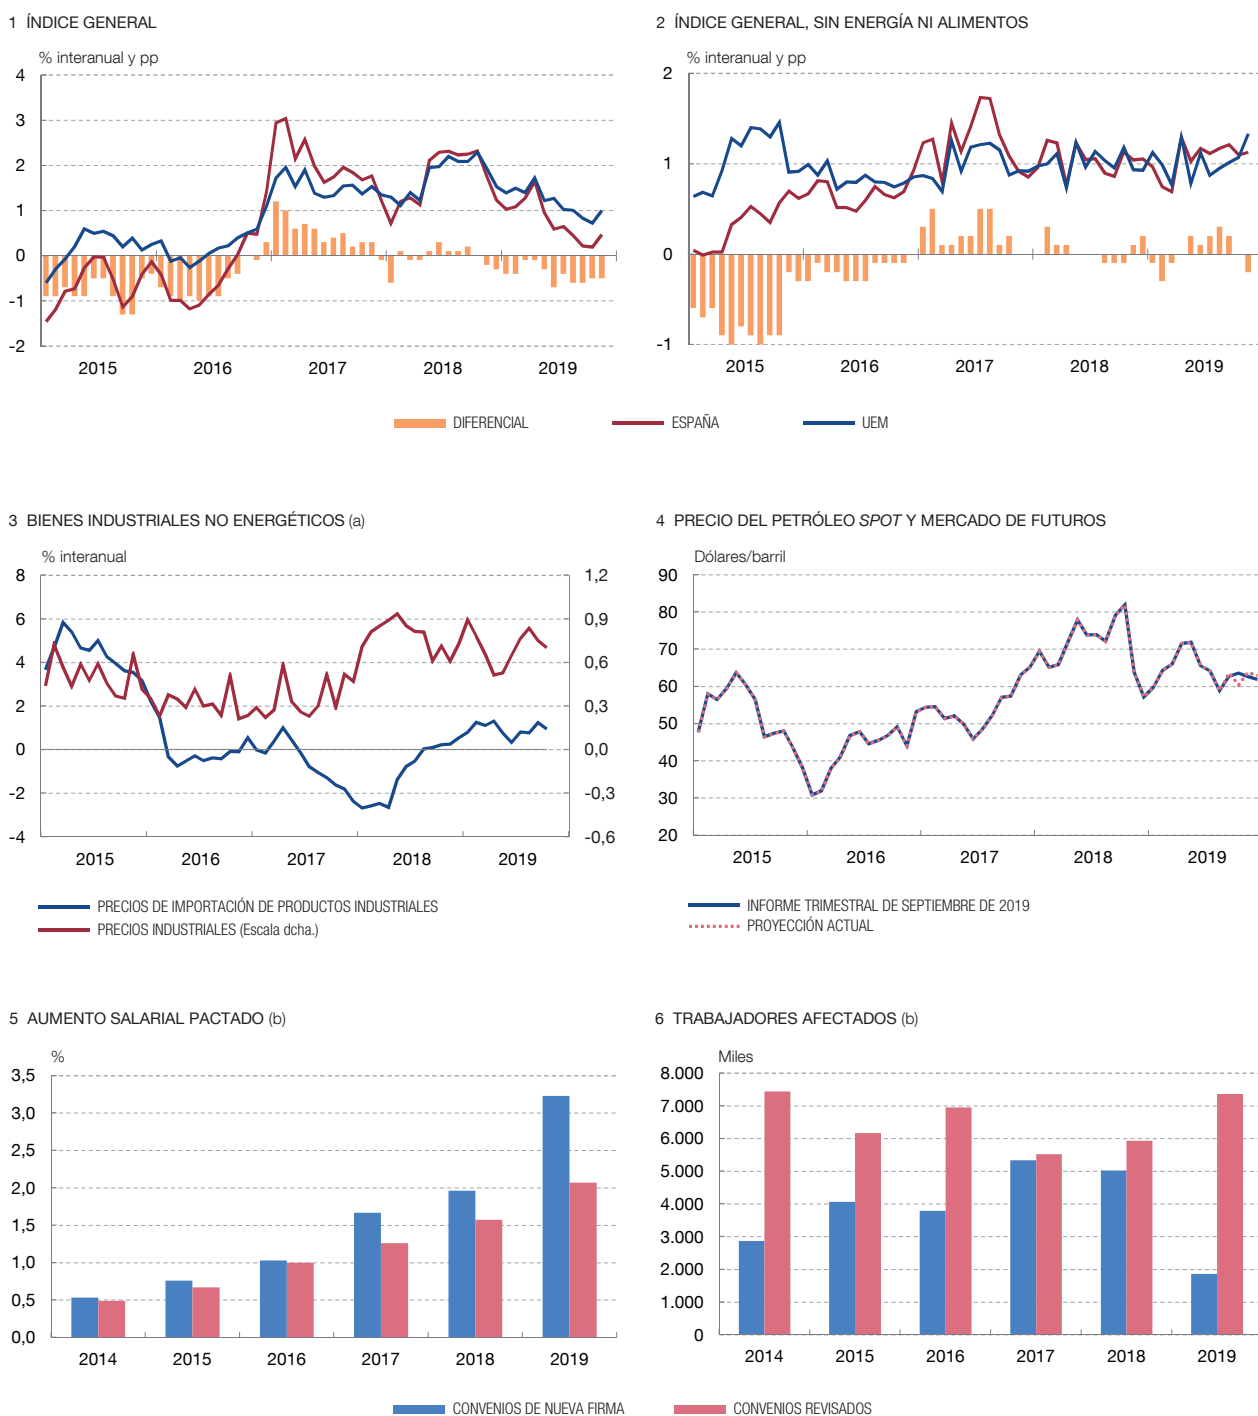 1 ÍNDICE GENERAL
% interanual y pp
4
3
2
1
0
-1
-2
2015 2016 2017 2018 2019
2 ÍNDICE GENERAL, SIN ENERGÍA NI ALIMENTOS
% interanual y pp
2
1
0
-1
2015 2016 2017 2018 2019
DIFERENCIAL ESPAÑA UEM
3 BIENES INDUSTRIALES NO ENERGÉTICOS (a)
% interanual
8 1,2
6 0,9
4 0,6
2 0,3
0 0,0
-2 -0,3
-4 -0,6
2015 2016 2017 2018 2019
PRECIOS DE IMPORTACIÓN DE PRODUCTOS INDUSTRIALES
PRECIOS INDUSTRIALES (Escala dcha.)
4 PRECIO DEL PETRÓLEO SPOT Y MERCADO DE FUTUROS
Dólares/barril
90
80
70
60
50
40
30
20
2015 2016 2017 2018 2019
INFORME TRIMESTRAL DE SEPTIEMBRE DE 2019
PROYECCIÓN ACTUAL
5 AUMENTO SALARIAL PACTADO (b)
%
3,5
3,0
2,5
2,0
1,5
1,0
0,5
0,0
2014 2015 2016 2017 2018 2019
6 TRABAJADORES AFECTADOS (b)
Miles
8.000
7.000
6.000
5.000
4.000
3.000
2.000
1.000
0
2014 2015 2016 2017 2018 2019
CONVENIOS DE NUEVA FIRMA CONVENIOS REVISADOS